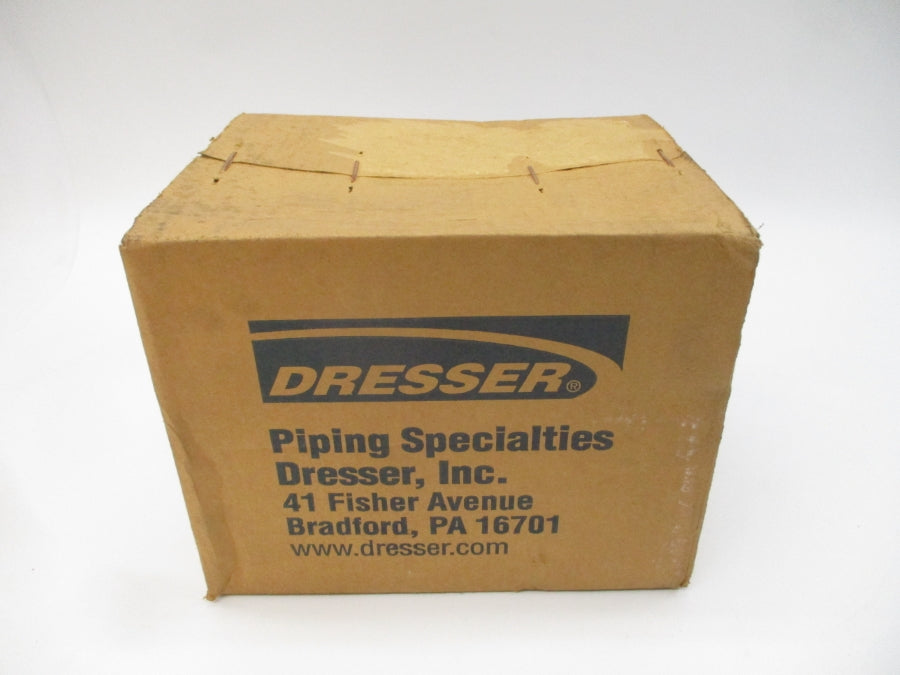 DRESSER®
Piping Specialties
Dresser, Inc.
41 Fisher Avenue
Bradford, PA 16701
www.dresser.com